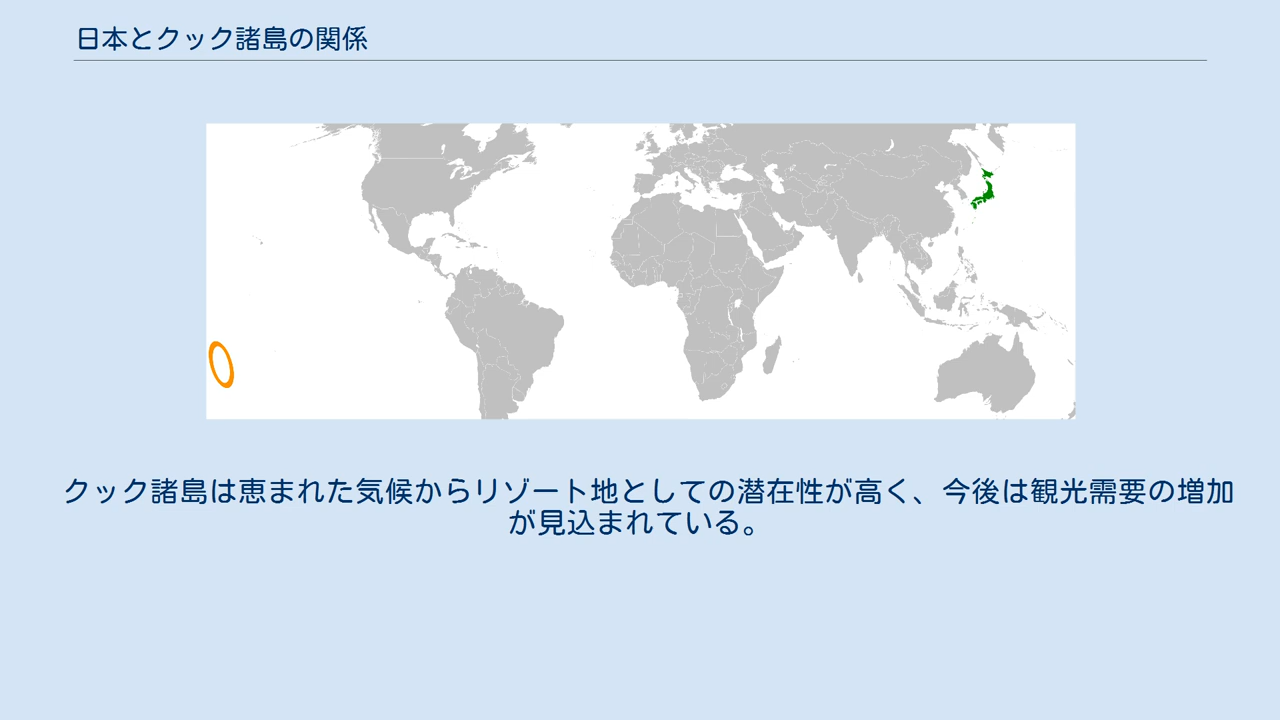 日本とクック諸島の関係
クック諸島は恵まれた気候からリゾート地としての潜在性が高く、今後は観光需要の増加
が見込まれている。